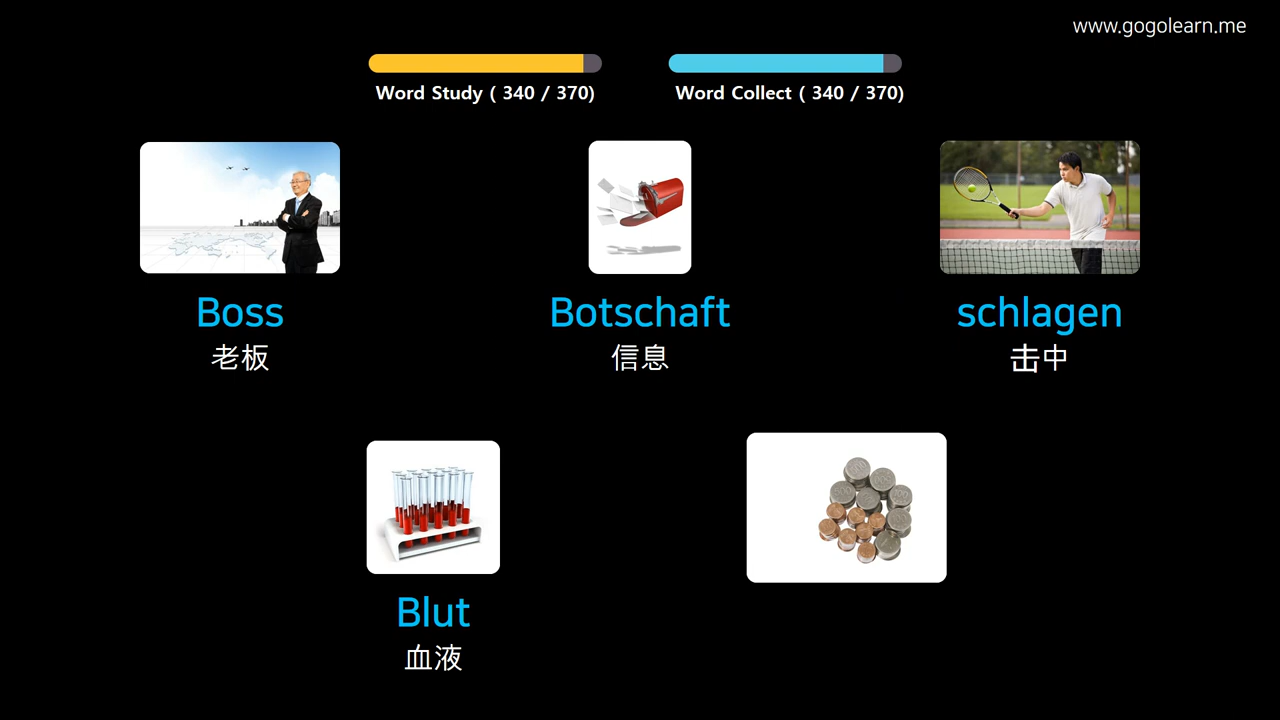 www.gogolearn.me
Word Study ( 340 / 370)
Word Collect ( 340 / 370)
Boss
老板
Botschaft
信息
schlagen
击中
Blut
血液